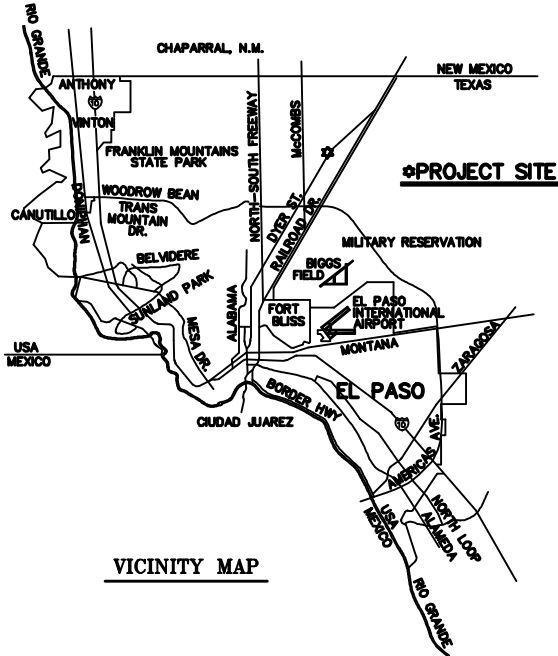 RIO GRANDE
CHAPARRAL, N.M.
NEW MEXICO
TEXAS
ANTHONY
10
VINTON
NORTH-SOUTH FREEWAY
McCOMBS
FRANKLIN MOUNTAINS
STATE PARK
PROJECT SITE
WOODROW BEAN
TRANS
MOUNTAIN
DR.
DONIPHAN
CANUTILLO
DYER ST.
RAILROAD DR.
MILITARY RESERVATION
BELVIDERE
BIGGS
FIELD
SUNLAND PARK
ALABAMA
FORT
BLISS
EL PASO
INTERNATIONAL
AIRPORT
MESA DR.
MONTANA
ZARAGOSA
USA
MEXICO
EL PASO
BORDER HWY
CIUDAD JUAREZ
10
AMERICAS AVE.
USA
MEXICO
NORTH LOOP
ALAMEDA
VICINITY MAP
RIO GRANDE